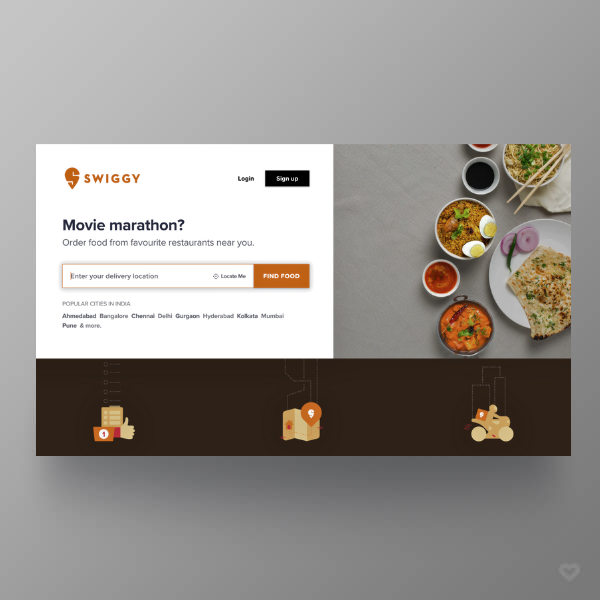 SWIGGY
Login
Sign up
Movie marathon?
Order food from favourite restaurants near you.
Enter your delivery location
Locate Me
FIND FOOD
POPULAR CITIES IN INDIA
Ahmedabad Bangalore Chennai Delhi Gurgaon Hyderabad Kolkata Mumbai
Pune & more.
1